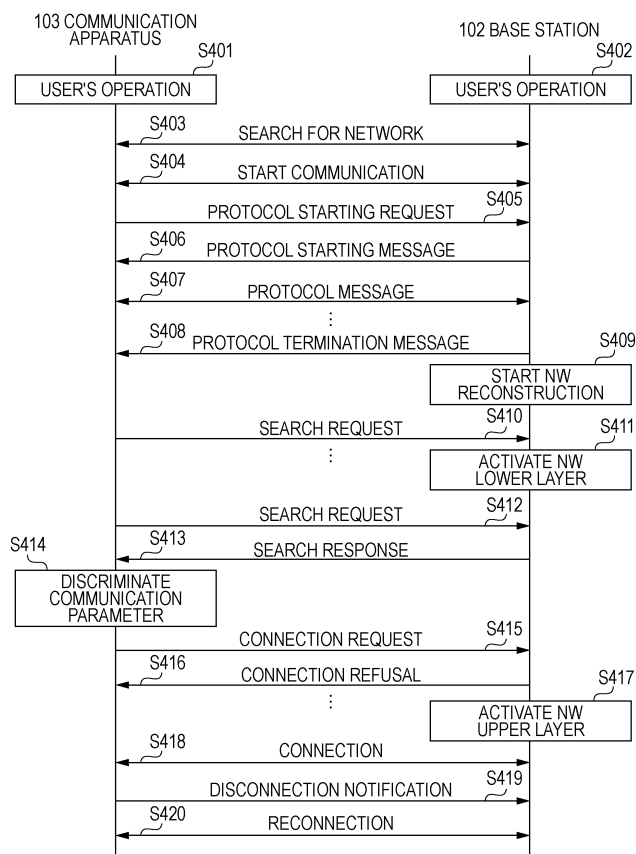 103 COMMUNICATION
APPARATUS
102 BASE STATION
S401
USER'S OPERATION
S402
USER'S OPERATION
S403
SEARCH FOR NETWORK
S404
START COMMUNICATION
PROTOCOL STARTING REQUEST
S405
S406
PROTOCOL STARTING MESSAGE
S407
PROTOCOL MESSAGE
⋮
S408
PROTOCOL TERMINATION MESSAGE
S409
START NW
RECONSTRUCTION
SEARCH REQUEST
S410
⋮
S411
ACTIVATE NW
LOWER LAYER
SEARCH REQUEST
S412
S413
SEARCH RESPONSE
S414
DISCRIMINATE
COMMUNICATION
PARAMETER
CONNECTION REQUEST
S415
S416
CONNECTION REFUSAL
⋮
S417
ACTIVATE NW
UPPER LAYER
S418
CONNECTION
DISCONNECTION NOTIFICATION
S419
S420
RECONNECTION